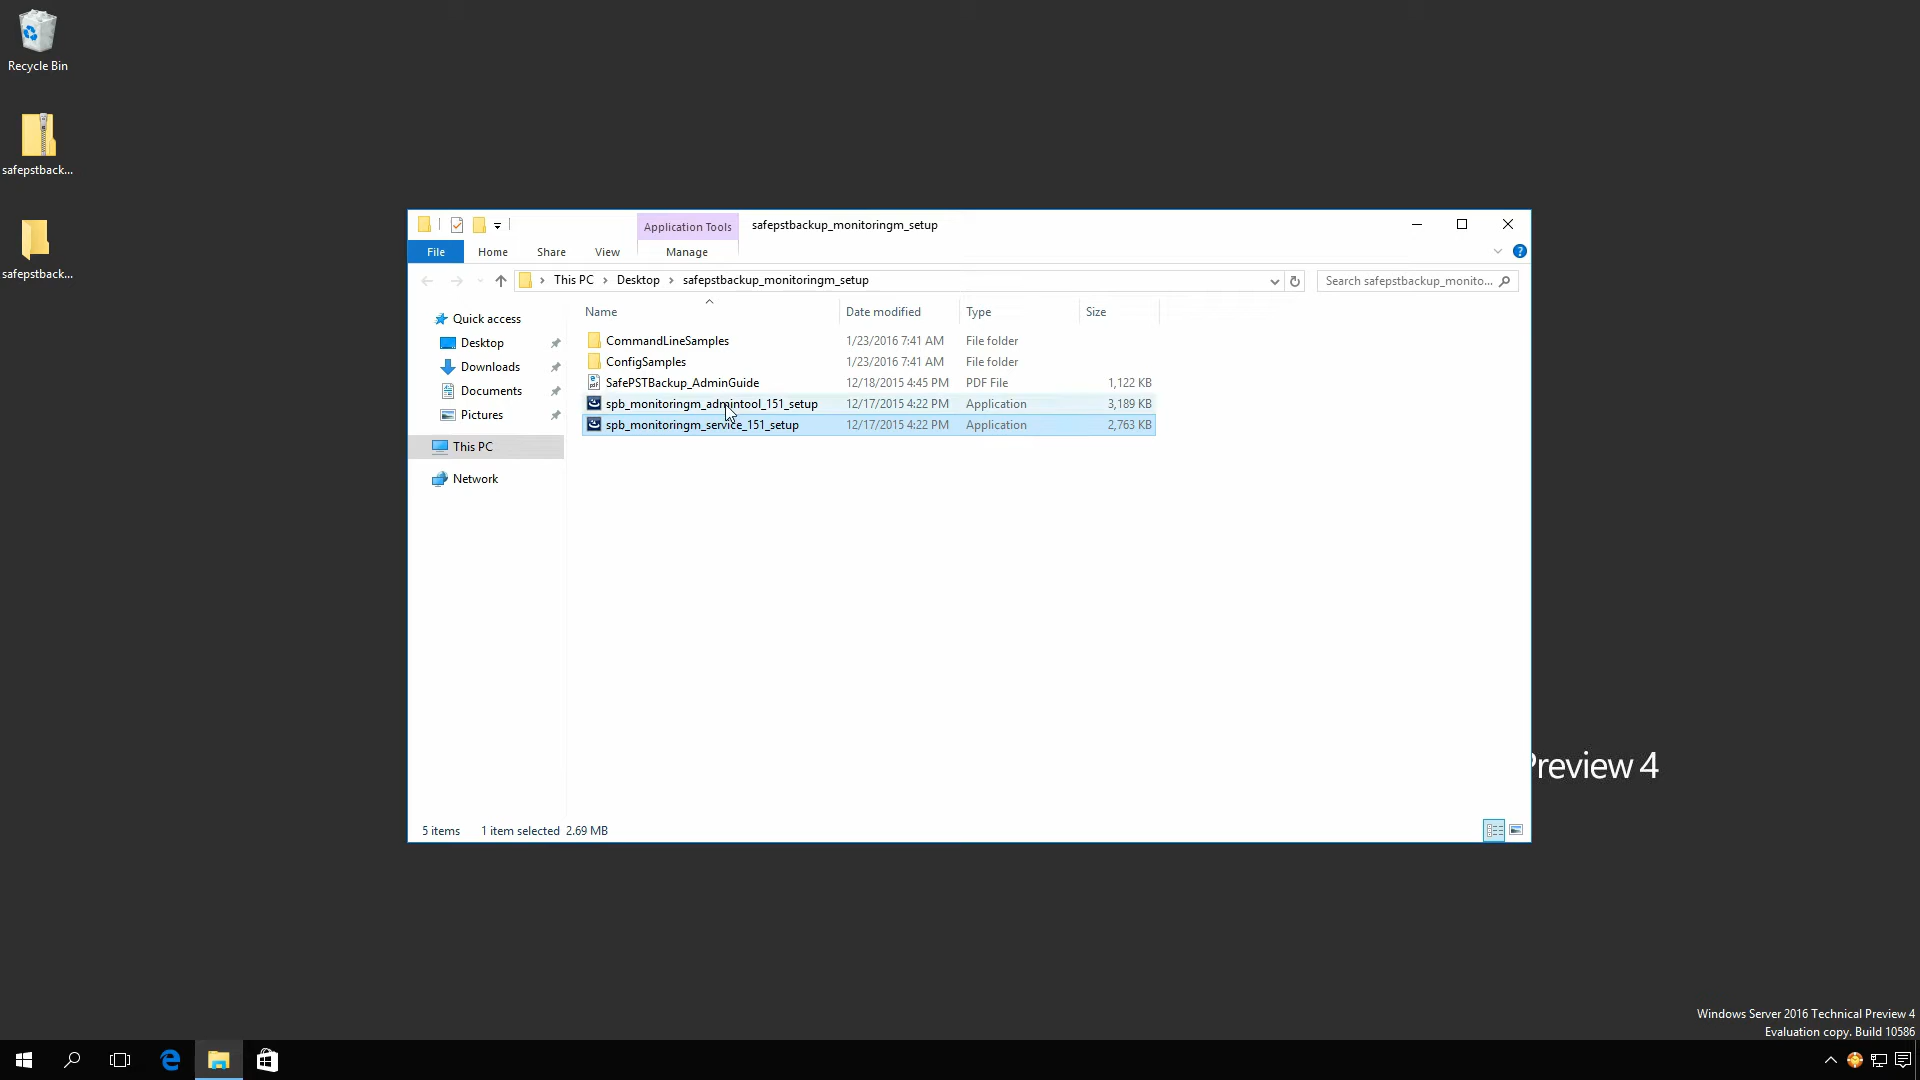 Recycle Bin
safepstback...
safepstback...
Application Tools
safepstbackup_monitoringm_setup
File
Home
Share
View
Manage
This PC
Desktop
safepstbackup_monitoringm_setup
Search safepstbackup_monito...
Name
Date modified
Type
Size
Quick access
Desktop
Downloads
Documents
Pictures
This PC
Network
CommandLineSamples 1/23/2016 7:41 AM File folder
ConfigSamples 1/23/2016 7:41 AM File folder
SafePSTBackup_AdminGuide 12/18/2015 4:45 PM PDF File 1,122 KB
spb_monitoringm_admintool_151_setup 12/17/2015 4:22 PM Application 3,189 KB
spb_monitoringm_service_151_setup 12/17/2015 4:22 PM Application 2,763 KB
5 items 1 item selected 2.69 MB
Preview 4
Windows Server 2016 Technical Preview 4
Evaluation copy. Build 10586